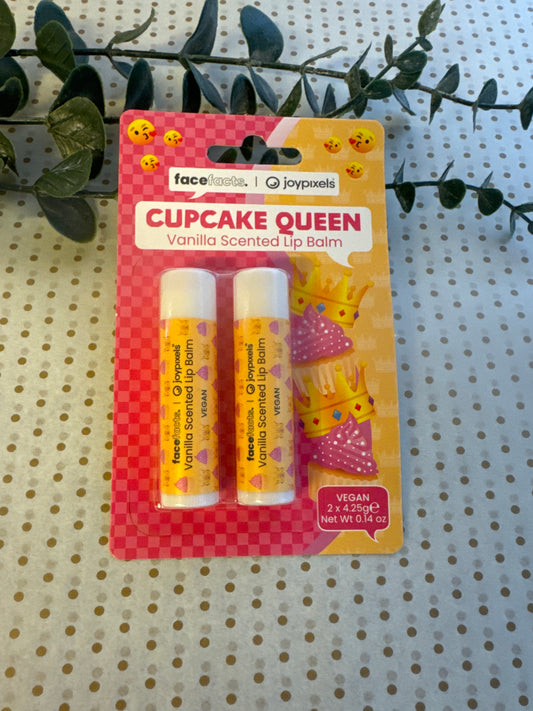 facefacts. | joypixels®
CUPCAKE QUEEN
Vanilla Scented Lip Balm
facefacts. | joypixels®
Vanilla Scented Lip Balm
VEGAN
facefacts. | joypixels®
Vanilla Scented Lip Balm
VEGAN
VEGAN
2 x 4.25g℮
Net Wt 0.14 oz